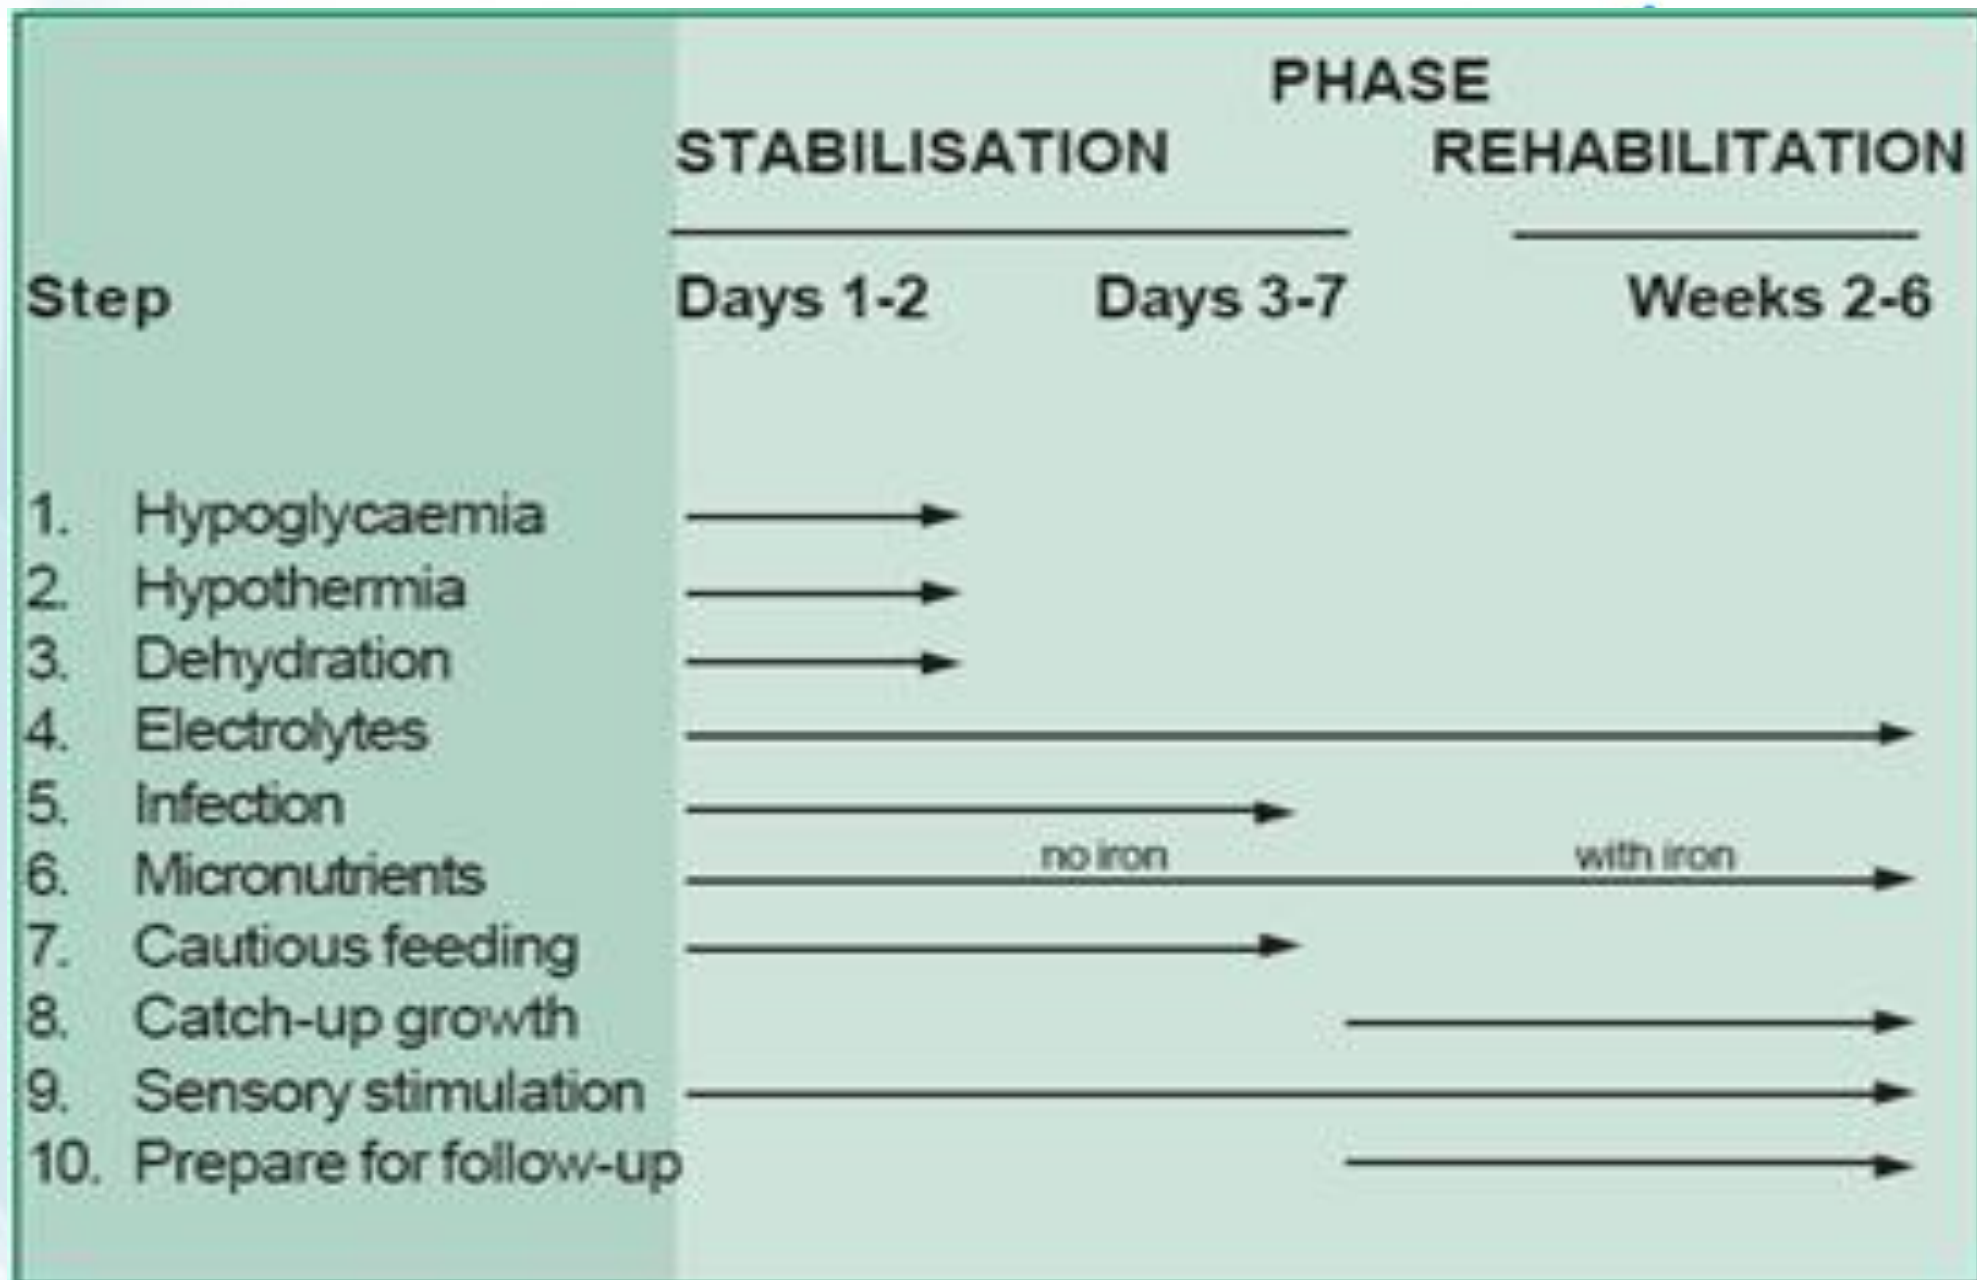 PHASE
STABILISATION REHABILITATION
Step Days 1-2 Days 3-7 Weeks 2-6
1. Hypoglycaemia
2. Hypothermia
3. Dehydration
4. Electrolytes
5. Infection
no iron with iron
6. Micronutrients
7. Cautious feeding
8. Catch-up growth
9. Sensory stimulation
10. Prepare for follow-up